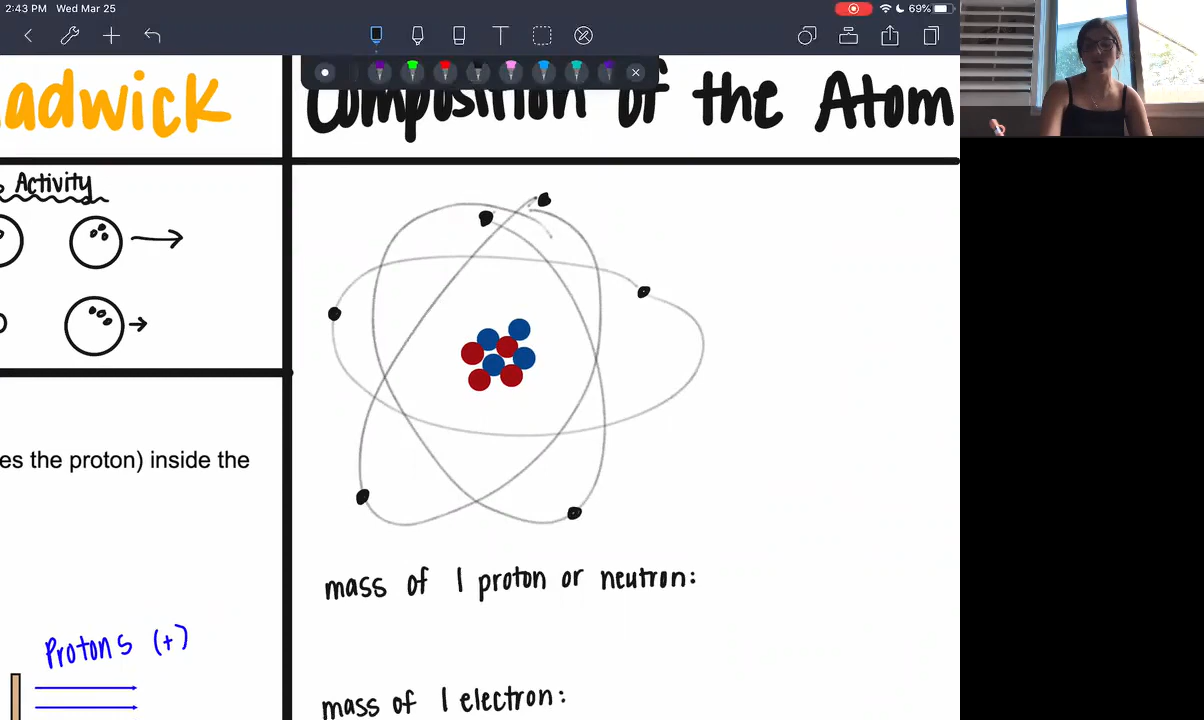 2:43 PM Wed Mar 25
69%
adwick
Composition of the Atom
Activity
es the proton) inside the
mass of 1 proton or neutron:
Protons (+)
mass of 1 electron: